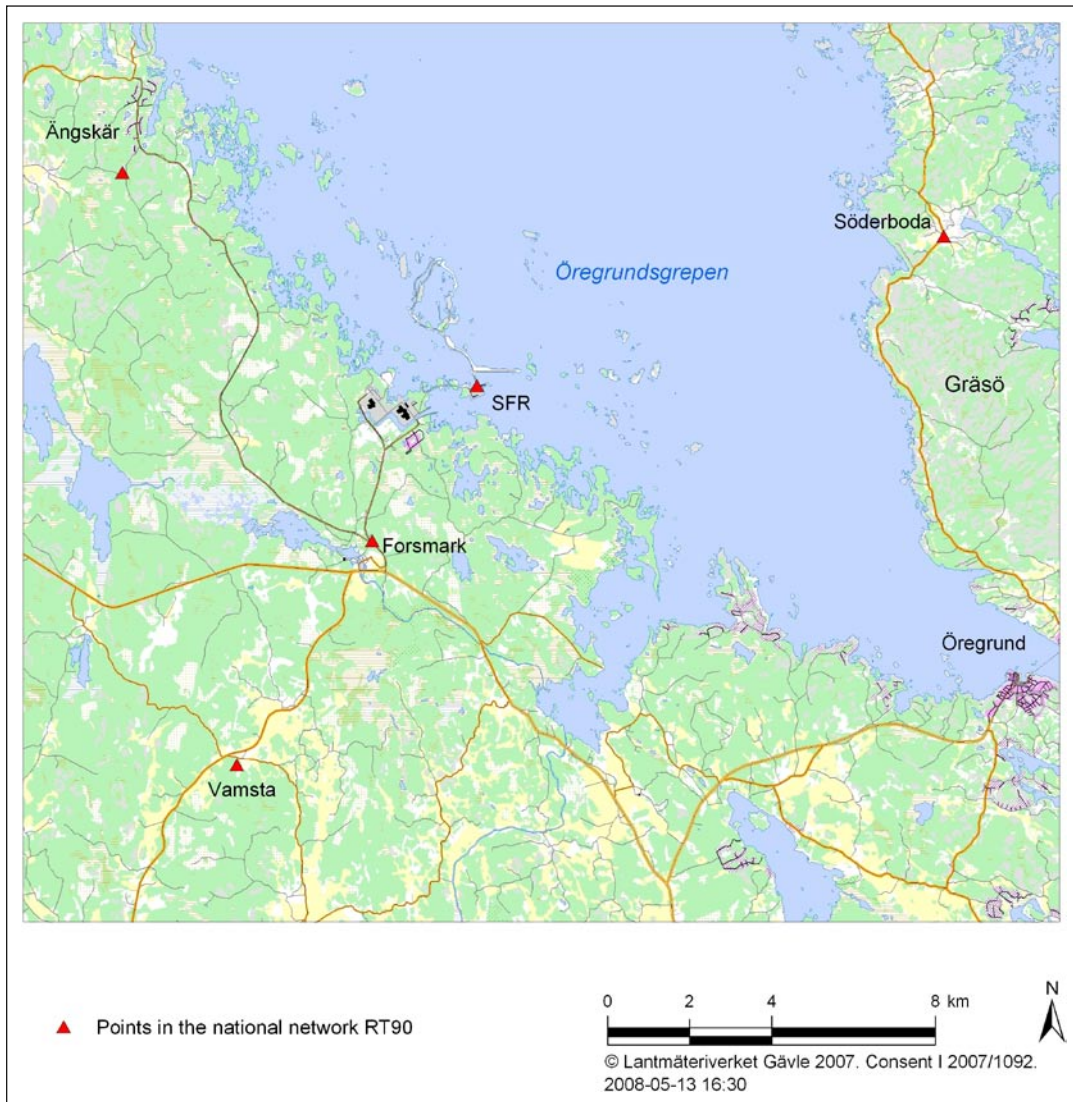 Ängskär
Söderboda
Öregrundsgrepen
Gräsö
SFR
Forsmark
Öregrund
Vamsta
N
0 2 4 8 km
Points in the national network RT90
© Lantmäteriverket Gävle 2007. Consent I 2007/1092.
2008-05-13 16:30